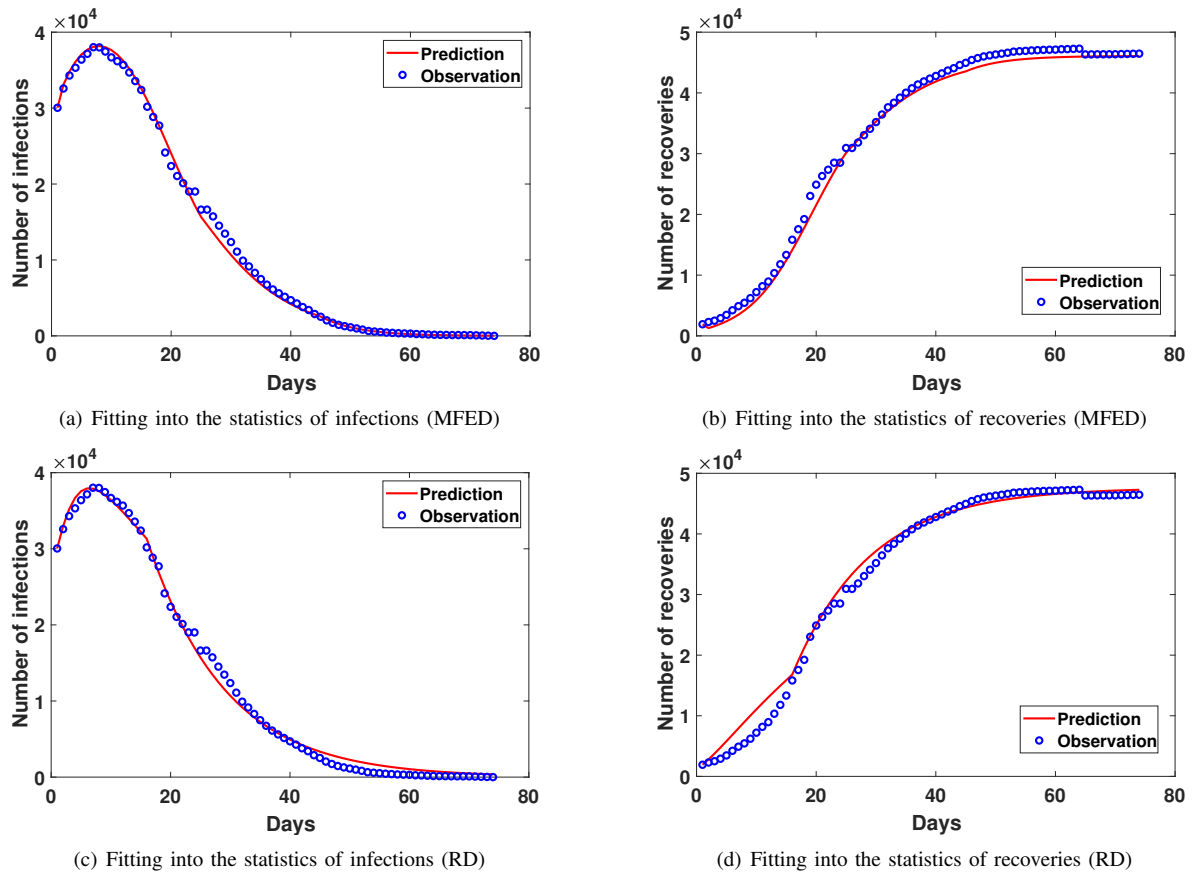 ×10^4
4
3
2
1
0
Number of infections
0 20 40 60 80
Days
Prediction
Observation
(a) Fitting into the statistics of infections (MFED)
×10^4
5
4
3
2
1
0
Number of recoveries
0 20 40 60 80
Days
Prediction
Observation
(b) Fitting into the statistics of recoveries (MFED)
×10^4
4
3
2
1
0
Number of infections
0 20 40 60 80
Days
Prediction
Observation
(c) Fitting into the statistics of infections (RD)
×10^4
5
4
3
2
1
0
Number of recoveries
0 20 40 60 80
Days
Prediction
Observation
(d) Fitting into the statistics of recoveries (RD)